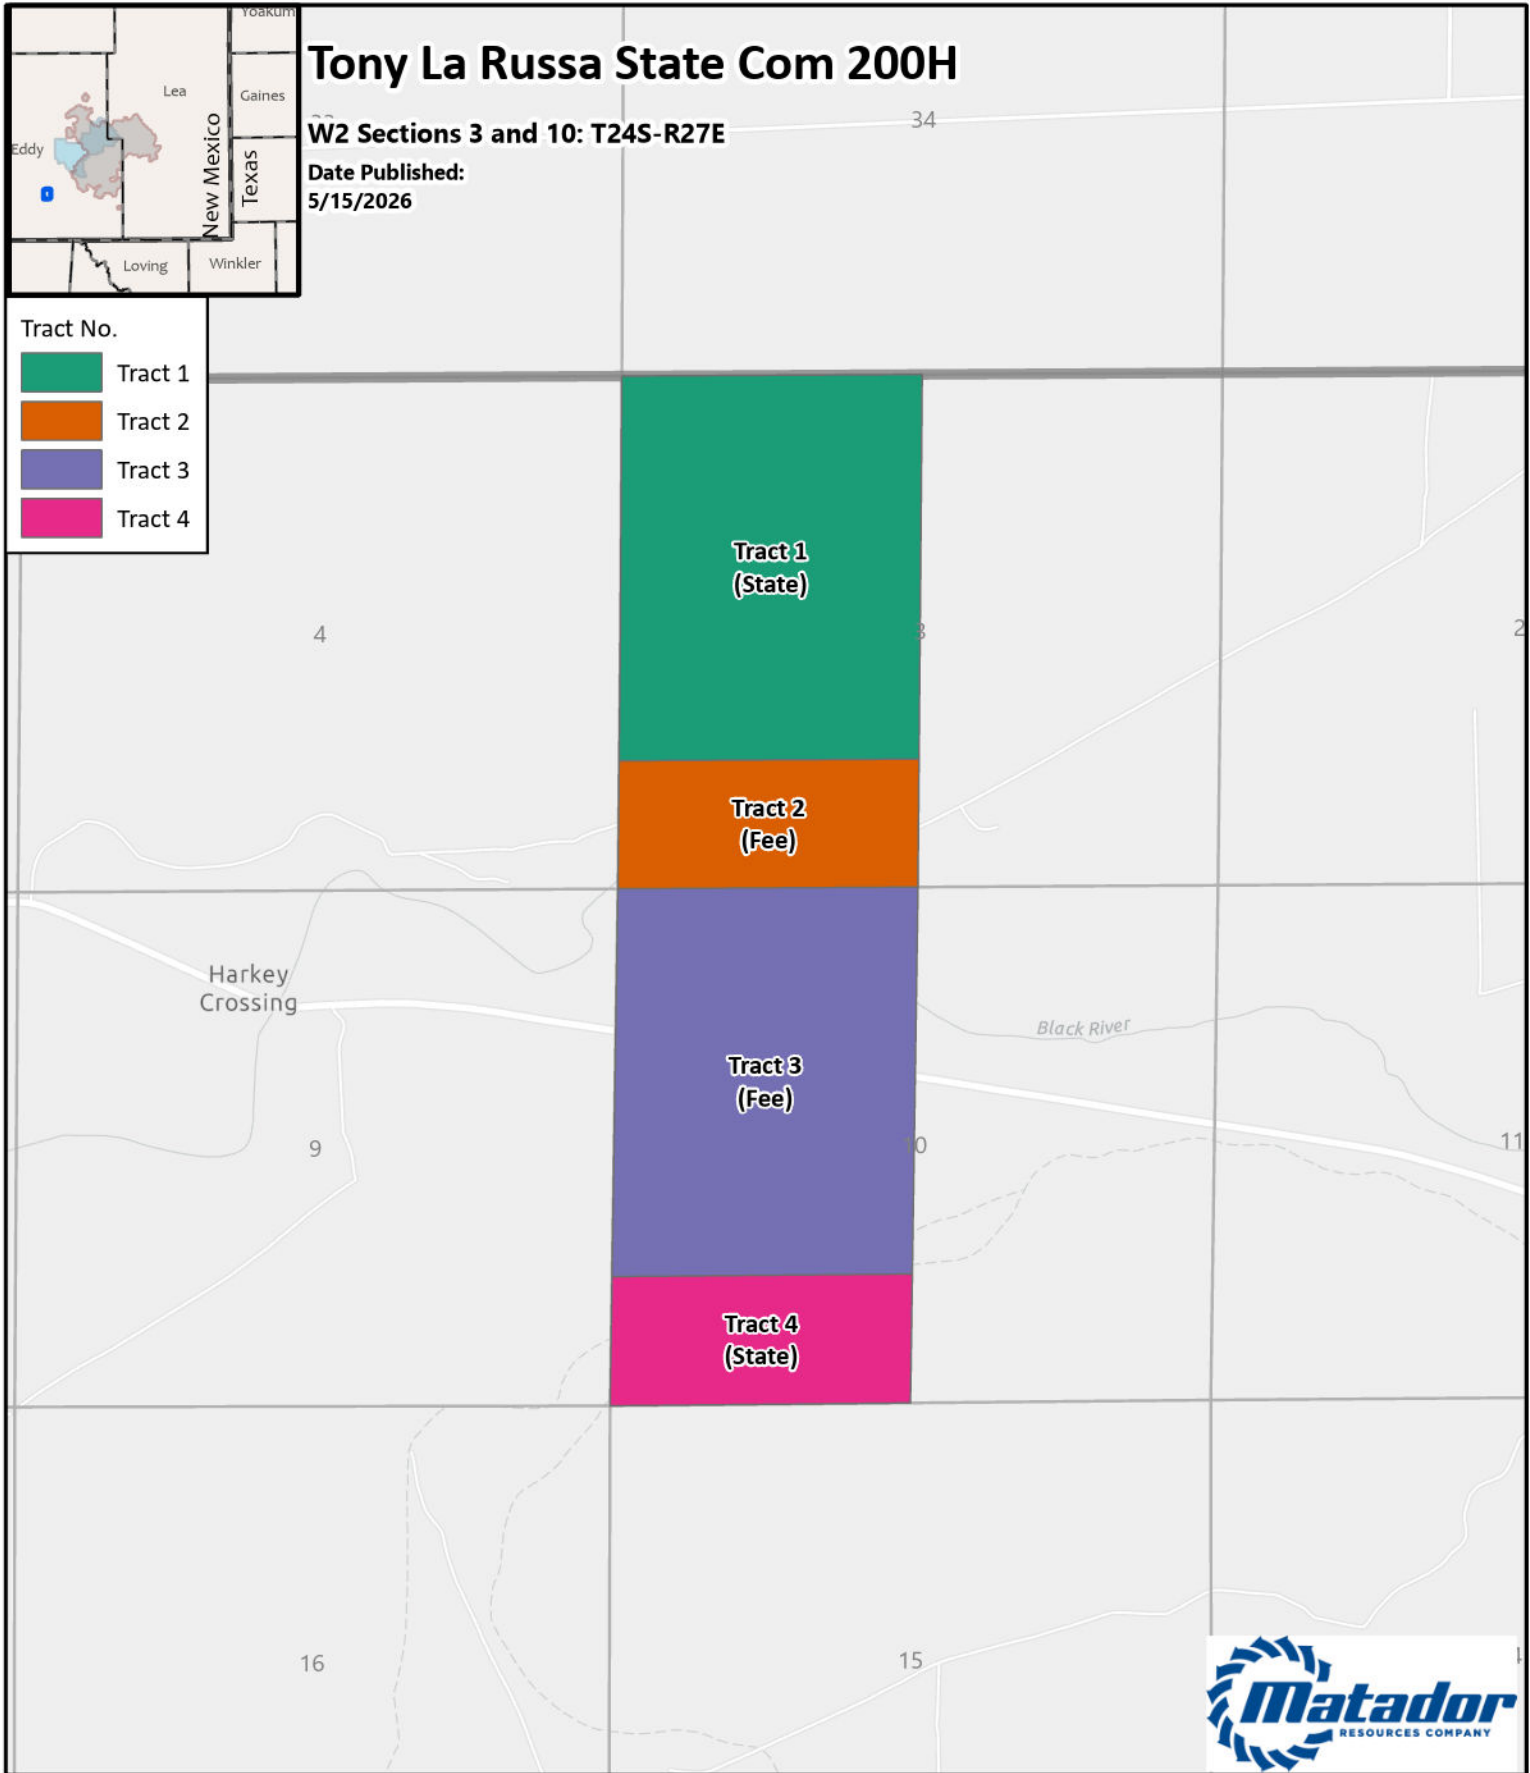 Yoakum
Lea
Gaines
Eddy
New Mexico
Texas
Loving
Winkler
Tony La Russa State Com 200H
34
W2 Sections 3 and 10: T24S-R27E
Date Published:
5/15/2026
Tract No.
Tract 1
Tract 2
Tract 3
Tract 4
Tract 1
(State)
4
2
Tract 2
(Fee)
Harkey
Crossing
Black River
Tract 3
(Fee)
9
10
11
Tract 4
(State)
16
15
Matador
RESOURCES COMPANY